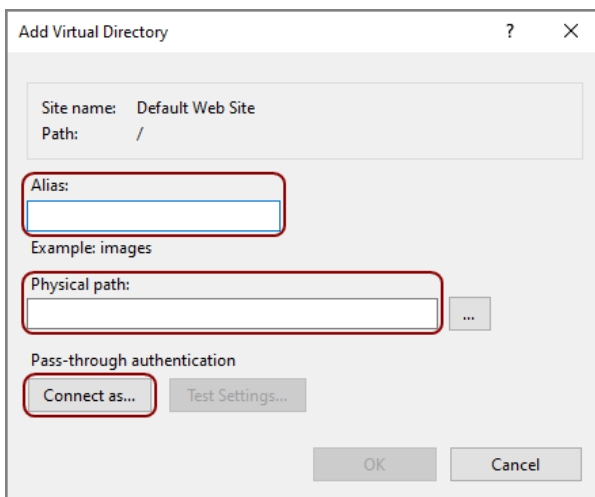 Add Virtual Directory ? ×
Site name: Default Web Site
Path: /
Alias:
Example: images
Physical path:
...
Pass-through authentication
Connect as... Test Settings...
OK Cancel